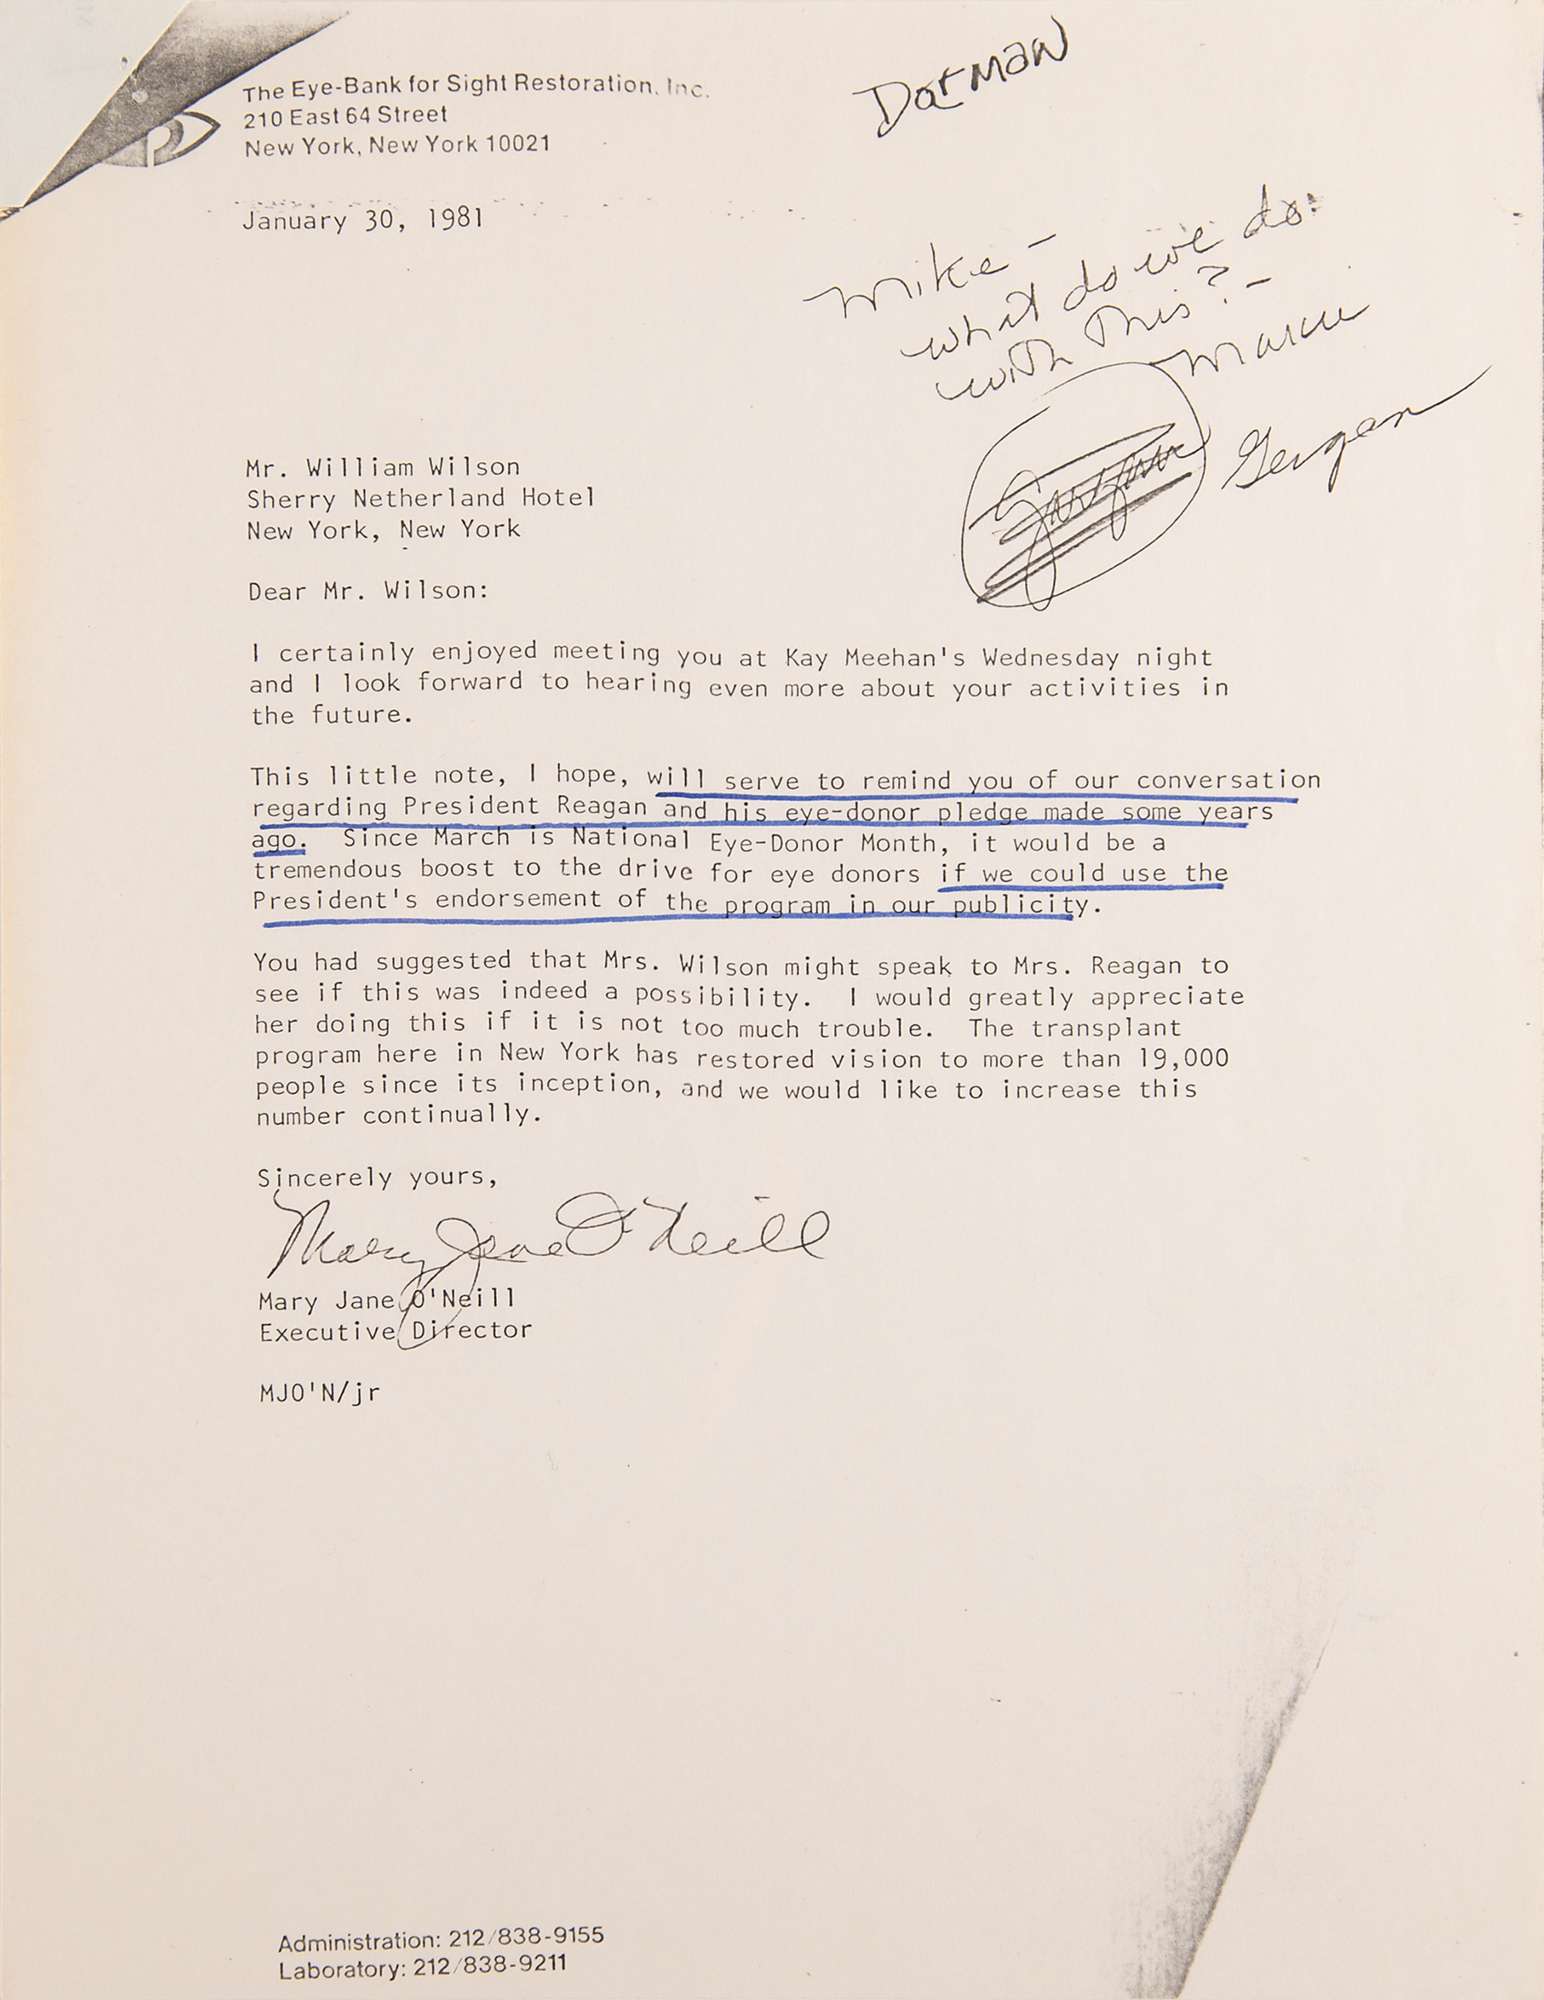 The Eye-Bank for Sight Restoration, Inc.
210 East 64 Street
New York, New York 10021
Dorman
January 30, 1981
Mike -
what do we do
with this? -
Gergen
Mr. William Wilson
Sherry Netherland Hotel
New York, New York
Dear Mr. Wilson:
I certainly enjoyed meeting you at Kay Meehan's Wednesday night
and I look forward to hearing even more about your activities in
the future.
This little note, I hope, will serve to remind you of our conversation
regarding President Reagan and his eye-donor pledge made some years
ago. Since March is National Eye-Donor Month, it would be a
tremendous boost to the drive for eye donors if we could use the
President's endorsement of the program in our publicity.
You had suggested that Mrs. Wilson might speak to Mrs. Reagan to
see if this was indeed a possibility. I would greatly appreciate
her doing this if it is not too much trouble. The transplant
program here in New York has restored vision to more than 19,000
people since its inception, and we would like to increase this
number continually.
Sincerely yours,
Mary Jane O'Neill
Mary Jane O'Neill
Executive Director
MJO'N/jr
Administration: 212/838-9155
Laboratory: 212/838-9211